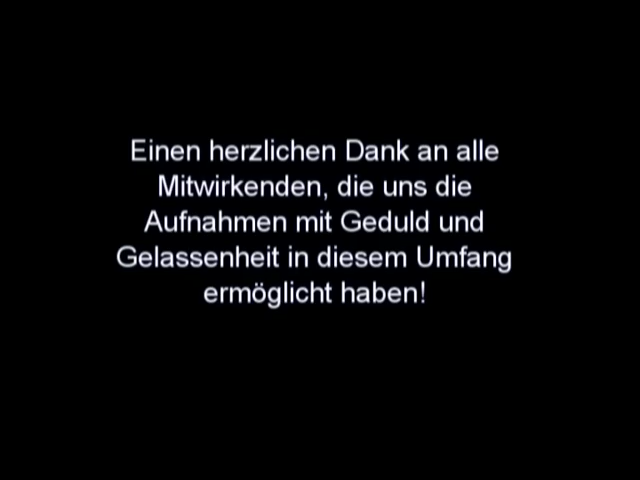 Einen herzlichen Dank an alle
Mitwirkenden, die uns die
Aufnahmen mit Geduld und
Gelassenheit in diesem Umfang
ermöglicht haben!